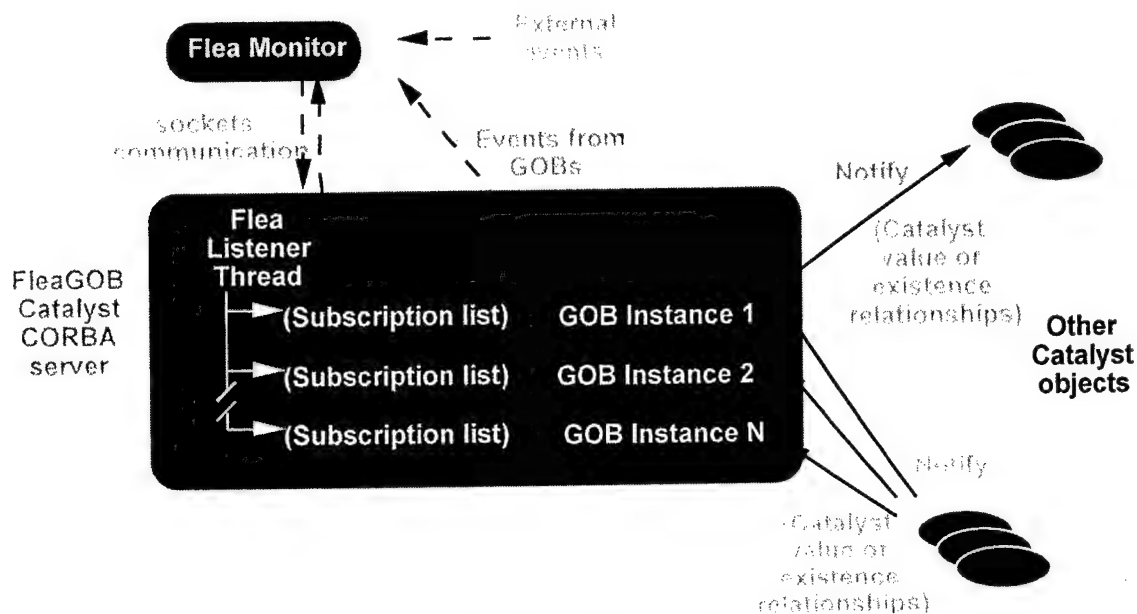 External
events
Flea Monitor
sockets
communication
Events from
GOBs
Notify
Flea
Listener
Thread
(Catalyst
value or
existence
relationships)
FleaGOB
Catalyst
CORBA
server
(Subscription list) GOB Instance 1
(Subscription list) GOB Instance 2
(Subscription list) GOB Instance N
Other
Catalyst
objects
Notify
(Catalyst
value or
existence
relationships)